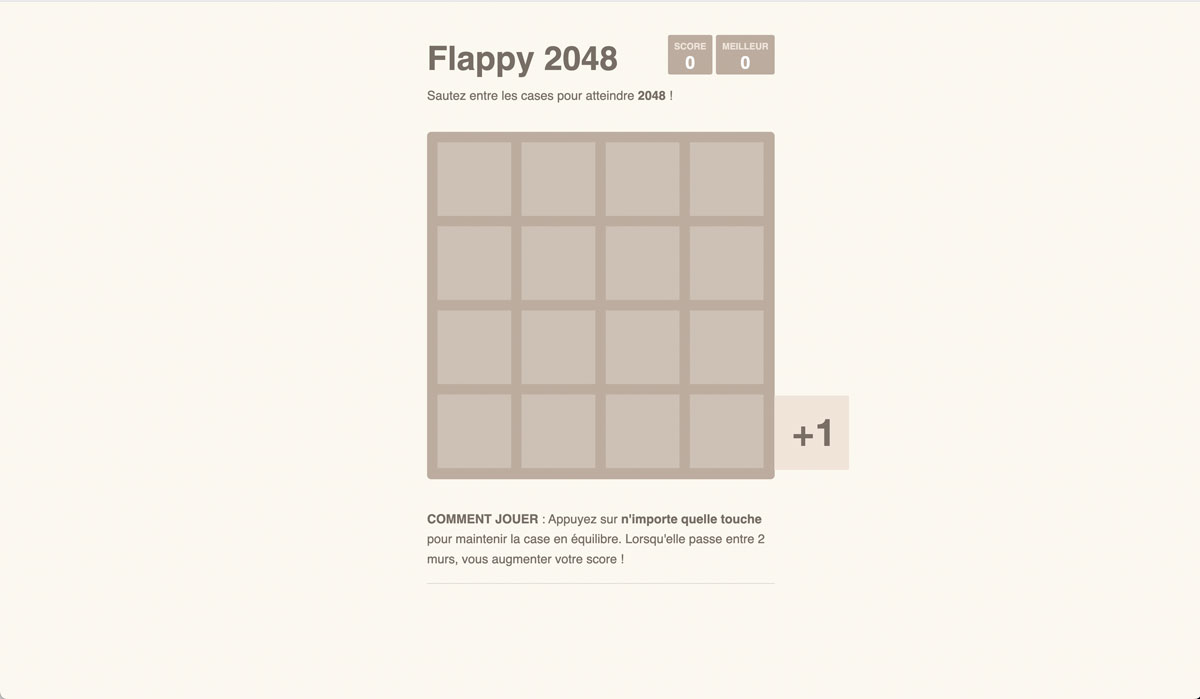 Flappy 2048
SCORE
0
MEILLEUR
0
Sautez entre les cases pour atteindre 2048 !
+1
COMMENT JOUER : Appuyez sur n'importe quelle touche
pour maintenir la case en équilibre. Lorsqu'elle passe entre 2
murs, vous augmenter votre score !